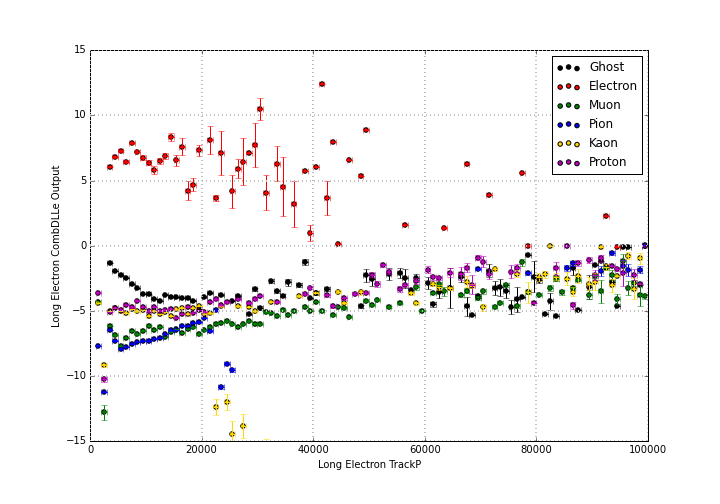 15
10
5
0
−5
−10
−15
0
20000
40000
60000
80000
100000
Long Electron CombDLLe Output
Long Electron TrackP
Ghost
Electron
Muon
Pion
Kaon
Proton